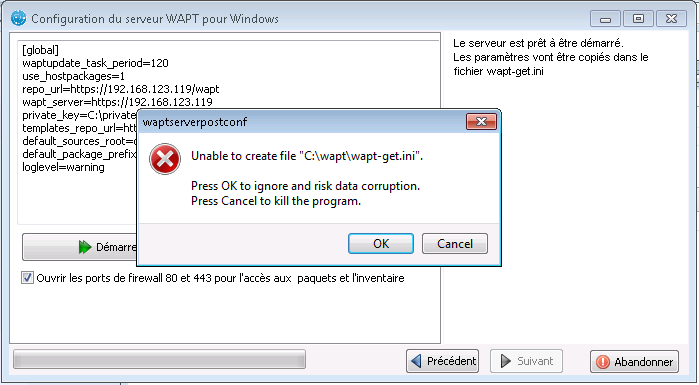 Configuration du serveur WAPT pour Windows
[global]
waptupdate_task_period=120
use_hostpackages=1
repo_url=https://192.168.123.119/wapt
wapt_server=https://192.168.123.119
private_key=C:\private
templates_repo_url=htt
default_sources_root=c
default_package_prefix
loglevel=warning
Le serveur est prêt à être démarré.
Les paramètres vont être copiés dans le
fichier wapt-get.ini
waptserverpostconf
Unable to create file "C:\wapt\wapt-get.ini".
Press OK to ignore and risk data corruption.
Press Cancel to kill the program.
OK
Cancel
Démarre
Ouvrir les ports de firewall 80 et 443 pour l'accès aux paquets et l'inventaire
Précédent
Suivant
Abandonner